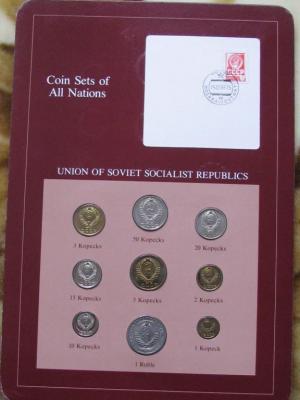 Coin Sets of
All Nations
CCCP
UNION OF SOVIET SOCIALIST REPUBLICS
3 Kopecks
50 Kopecks
20 Kopecks
15 Kopecks
5 Kopecks
2 Kopecks
10 Kopecks
1 Ruble
1 Kopeck